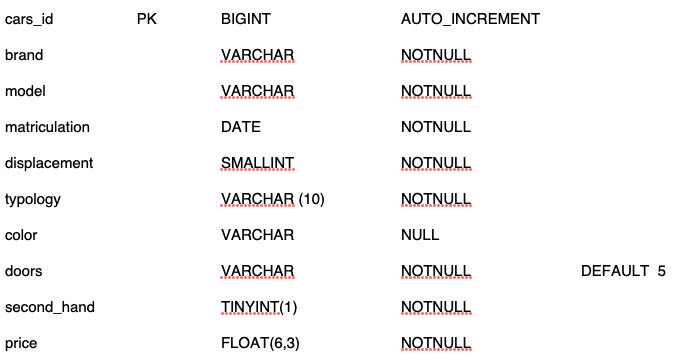 cars_id PK BIGINT AUTO_INCREMENT
brand VARCHAR NOTNULL
model VARCHAR NOTNULL
matriculation DATE NOTNULL
displacement SMALLINT NOTNULL
typology VARCHAR (10) NOTNULL
color VARCHAR NULL
doors VARCHAR NOTNULL DEFAULT 5
second_hand TINYINT(1) NOTNULL
price FLOAT(6,3) NOTNULL